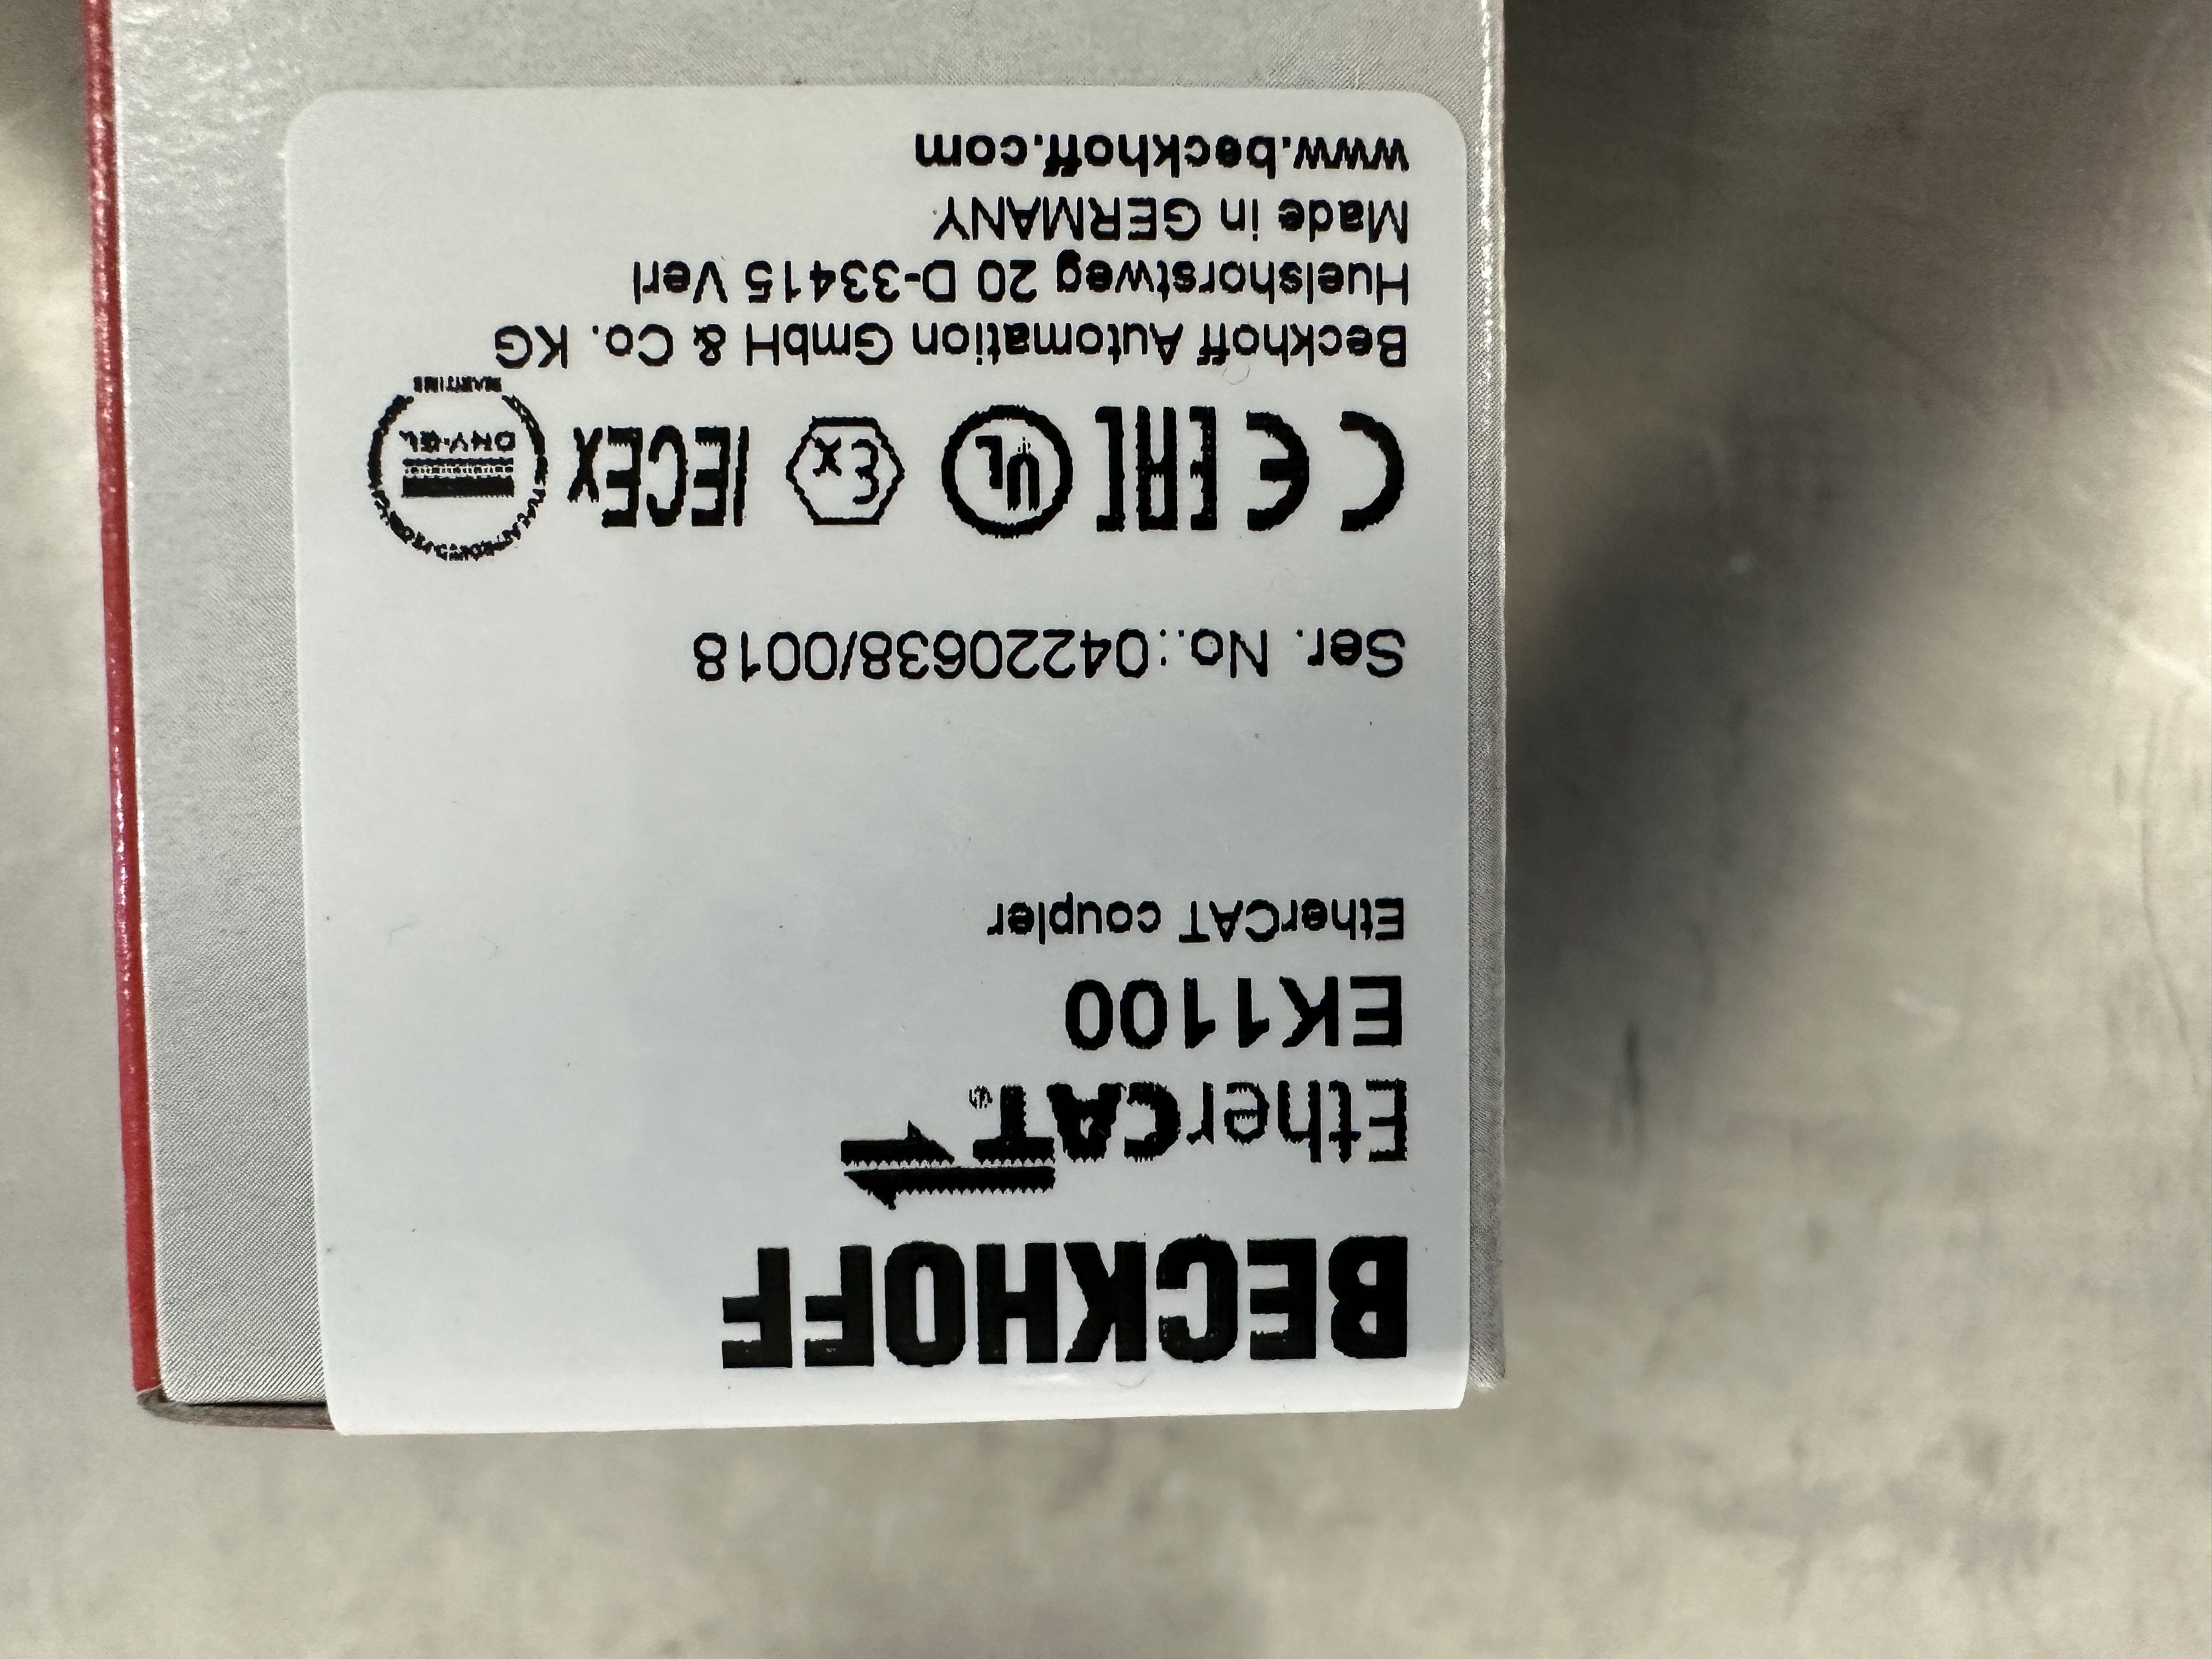 BECKHOFF
EtherCAT®
EK1100
EtherCAT coupler
Ser. No.:04220638/0018
CE EAC UL Ex IECEx DNV·GL MARITIME
Beckhoff Automation GmbH & Co. KG
Huelshorstweg 20 D-33415 Verl
Made in GERMANY
www.beckhoff.com